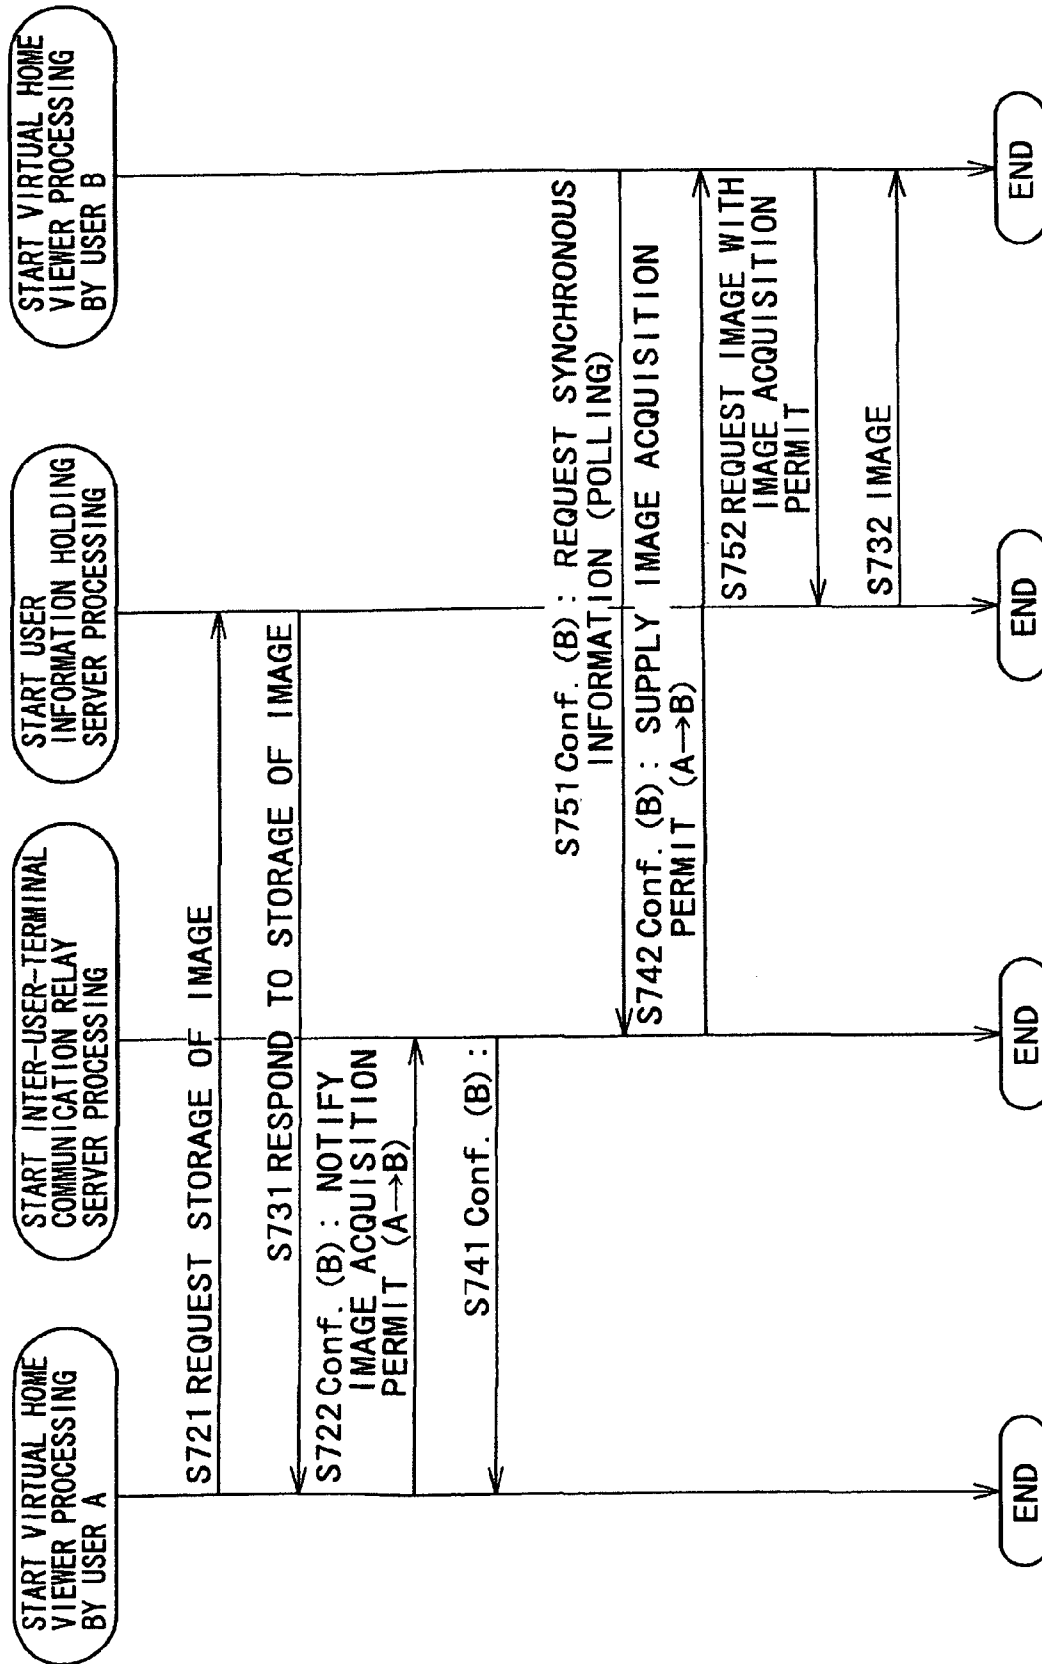 START VIRTUAL HOME
VIEWER PROCESSING
BY USER A
START INTER-USER-TERMINAL
COMMUNICATION RELAY
SERVER PROCESSING
START USER
INFORMATION HOLDING
SERVER PROCESSING
START VIRTUAL HOME
VIEWER PROCESSING
BY USER B
S721 REQUEST STORAGE OF IMAGE
S731 RESPOND TO STORAGE OF IMAGE
S722 Conf. (B) : NOTIFY
IMAGE ACQUISITION
PERMIT (A→B)
S741 Conf. (B) :
S751 Conf. (B) : REQUEST SYNCHRONOUS
INFORMATION (POLLING)
S742 Conf. (B) : SUPPLY IMAGE ACQUISITION
PERMIT (A→B)
S752 REQUEST IMAGE WITH
IMAGE ACQUISITION
PERMIT
S732 IMAGE
END
END
END
END